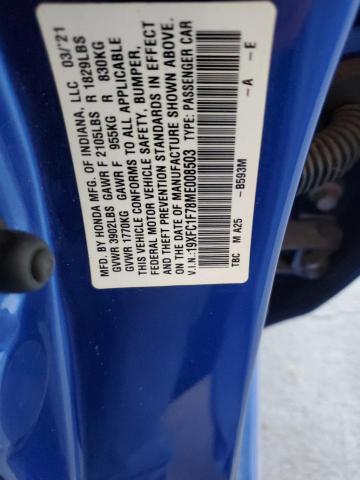 MFD. BY HONDA MFG. OF INDIANA, LLC 03/'21
GVWR 3902LBS GAWR F 2105LBS R 1829LBS
GVWR 1770KG GAWR F 955KG R 830KG
THIS VEHICLE CONFORMS TO ALL APPLICABLE
FEDERAL MOTOR VEHICLE SAFETY, BUMPER,
AND THEFT PREVENTION STANDARDS IN EFFECT
ON THE DATE OF MANUFACTURE SHOWN ABOVE.
V.I.N.:19XFC1F78ME008503 TYPE: PASSENGER CAR
-B593M -A -E
TBC M A25